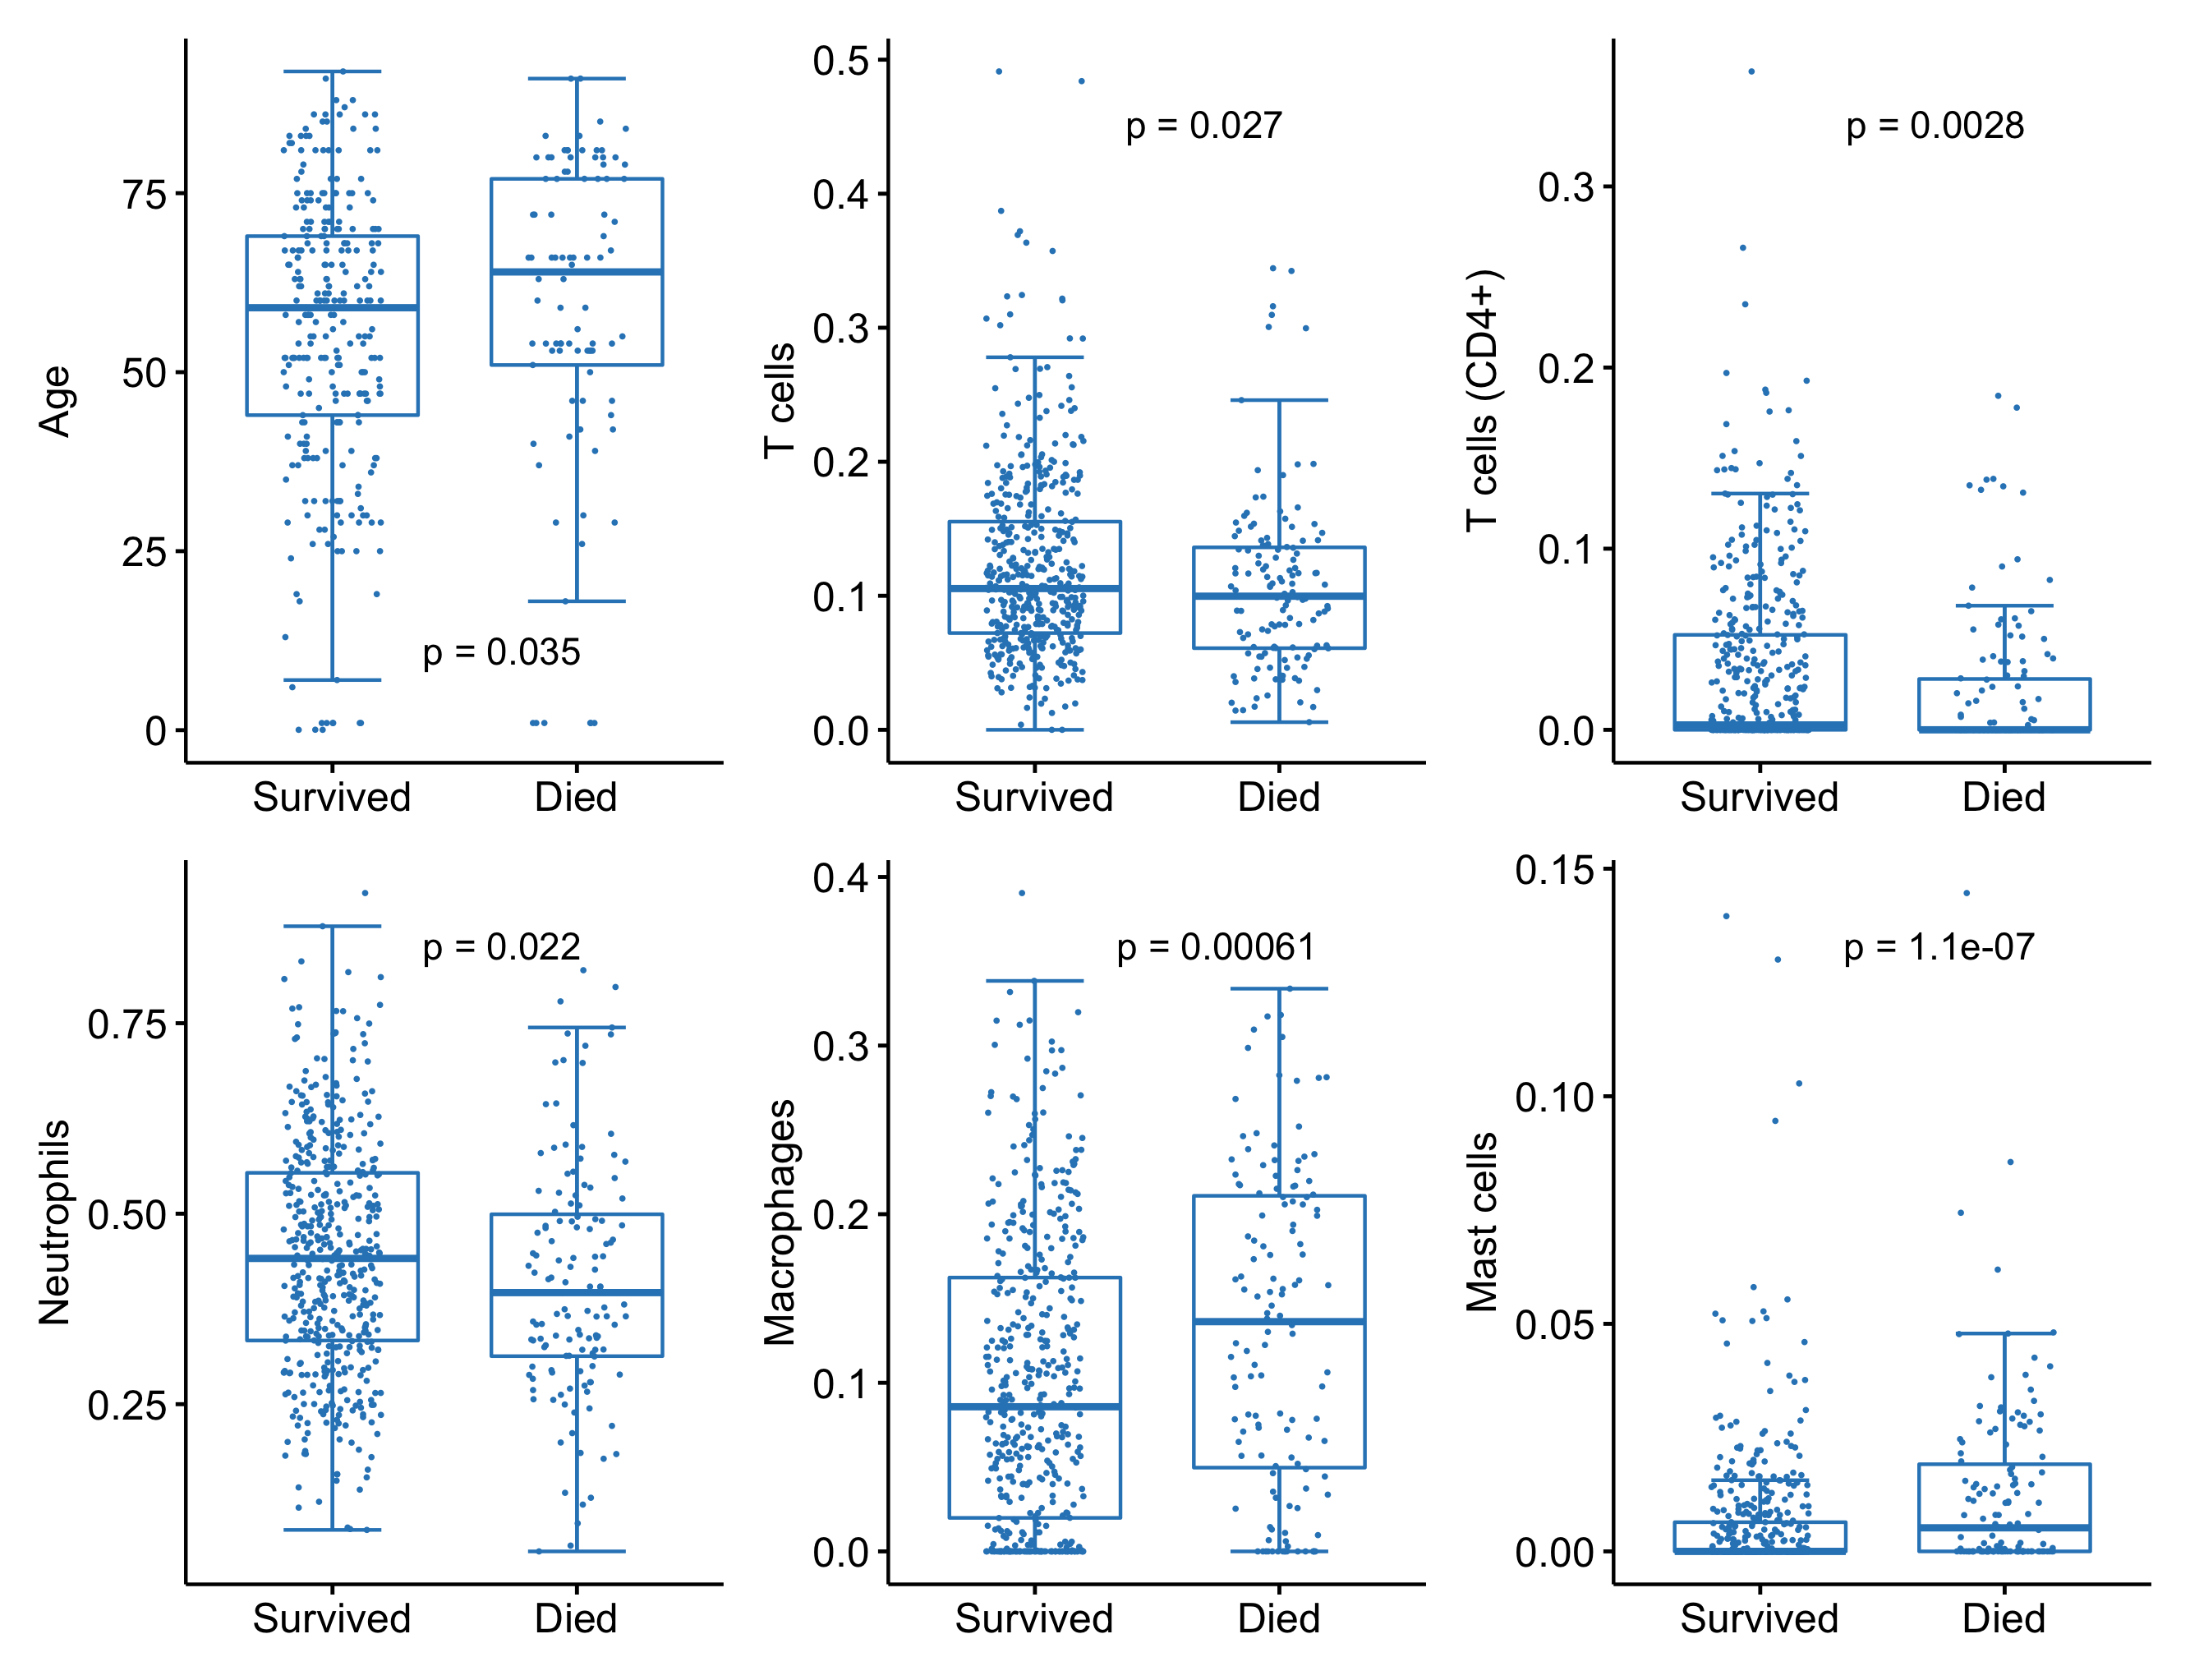 Age
75
50
25
0
p = 0.035
Survived
Died
T cells
0.5
0.4
0.3
0.2
0.1
0.0
p = 0.027
Survived
Died
T cells (CD4+)
0.3
0.2
0.1
0.0
p = 0.0028
Survived
Died
Neutrophils
0.75
0.50
0.25
p = 0.022
Survived
Died
Macrophages
0.4
0.3
0.2
0.1
0.0
p = 0.00061
Survived
Died
Mast cells
0.15
0.10
0.05
0.00
p = 1.1e-07
Survived
Died